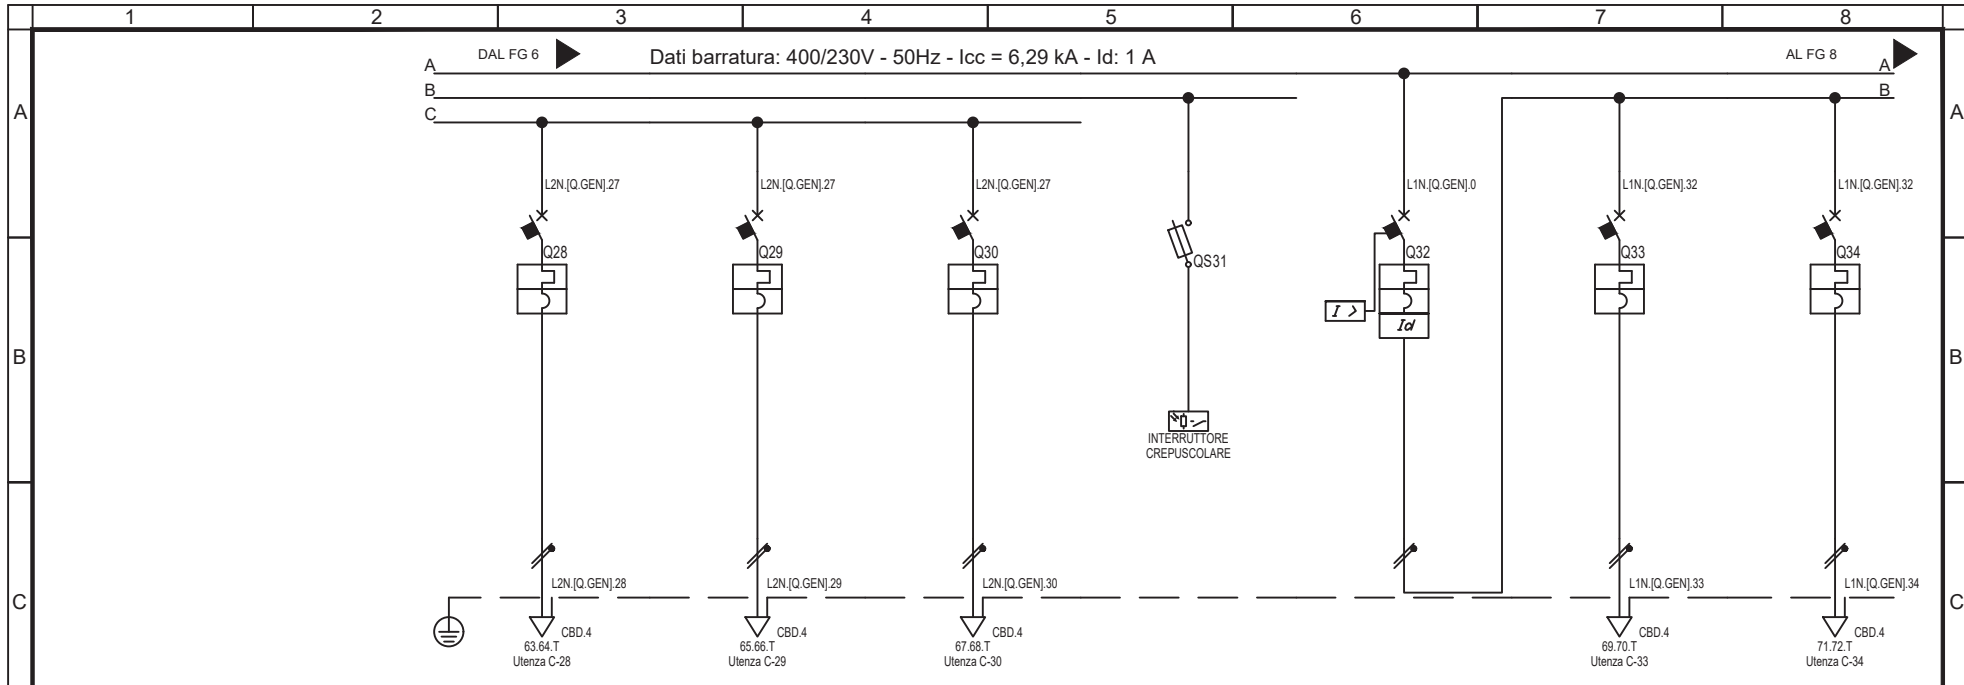 1 2 3 4 5 6 7 8
DAL FG 6 Dati barratura: 400/230V - 50Hz - Icc = 6,29 kA - Id: 1 A AL FG 8
A A
B B
C
A A
L2N.[Q.GEN].27 L2N.[Q.GEN].27 L2N.[Q.GEN].27 L1N.[Q.GEN].0 L1N.[Q.GEN].32 L1N.[Q.GEN].32
Q28 Q29 Q30 QS31 Q32 Q33 Q34
I >
Id
B B
INTERRUTTORE
CREPUSCOLARE
L2N.[Q.GEN].28 L2N.[Q.GEN].29 L2N.[Q.GEN].30 L1N.[Q.GEN].33 L1N.[Q.GEN].34
C C
CBD.4 CBD.4 CBD.4 CBD.4 CBD.4
63.64.T 65.66.T 67.68.T 69.70.T 71.72.T
Utenza C-28 Utenza C-29 Utenza C-30 Utenza C-33 Utenza C-34